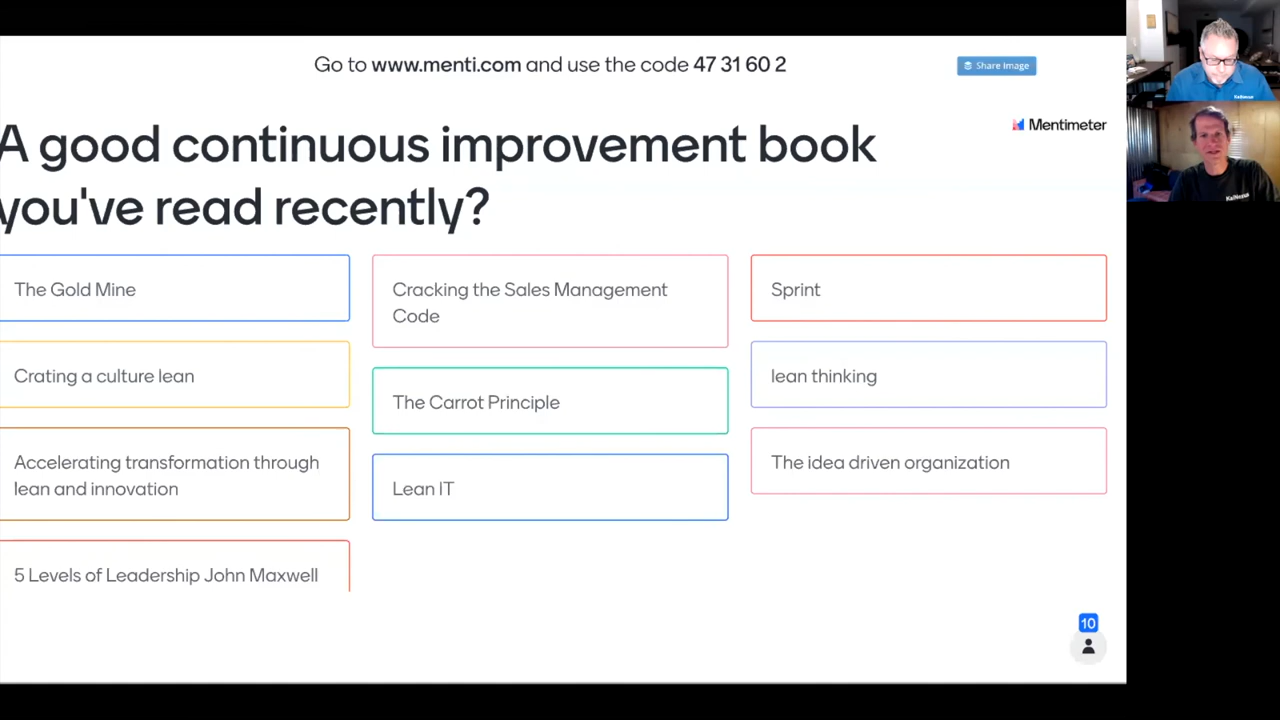 Go to www.menti.com and use the code 47 31 60 2
Share Image
Mentimeter
A good continuous improvement book
you've read recently?
The Gold Mine
Crating a culture lean
Accelerating transformation through
lean and innovation
5 Levels of Leadership John Maxwell
Cracking the Sales Management
Code
The Carrot Principle
Lean IT
Sprint
lean thinking
The idea driven organization
10
KaiNexus
KaiNexus